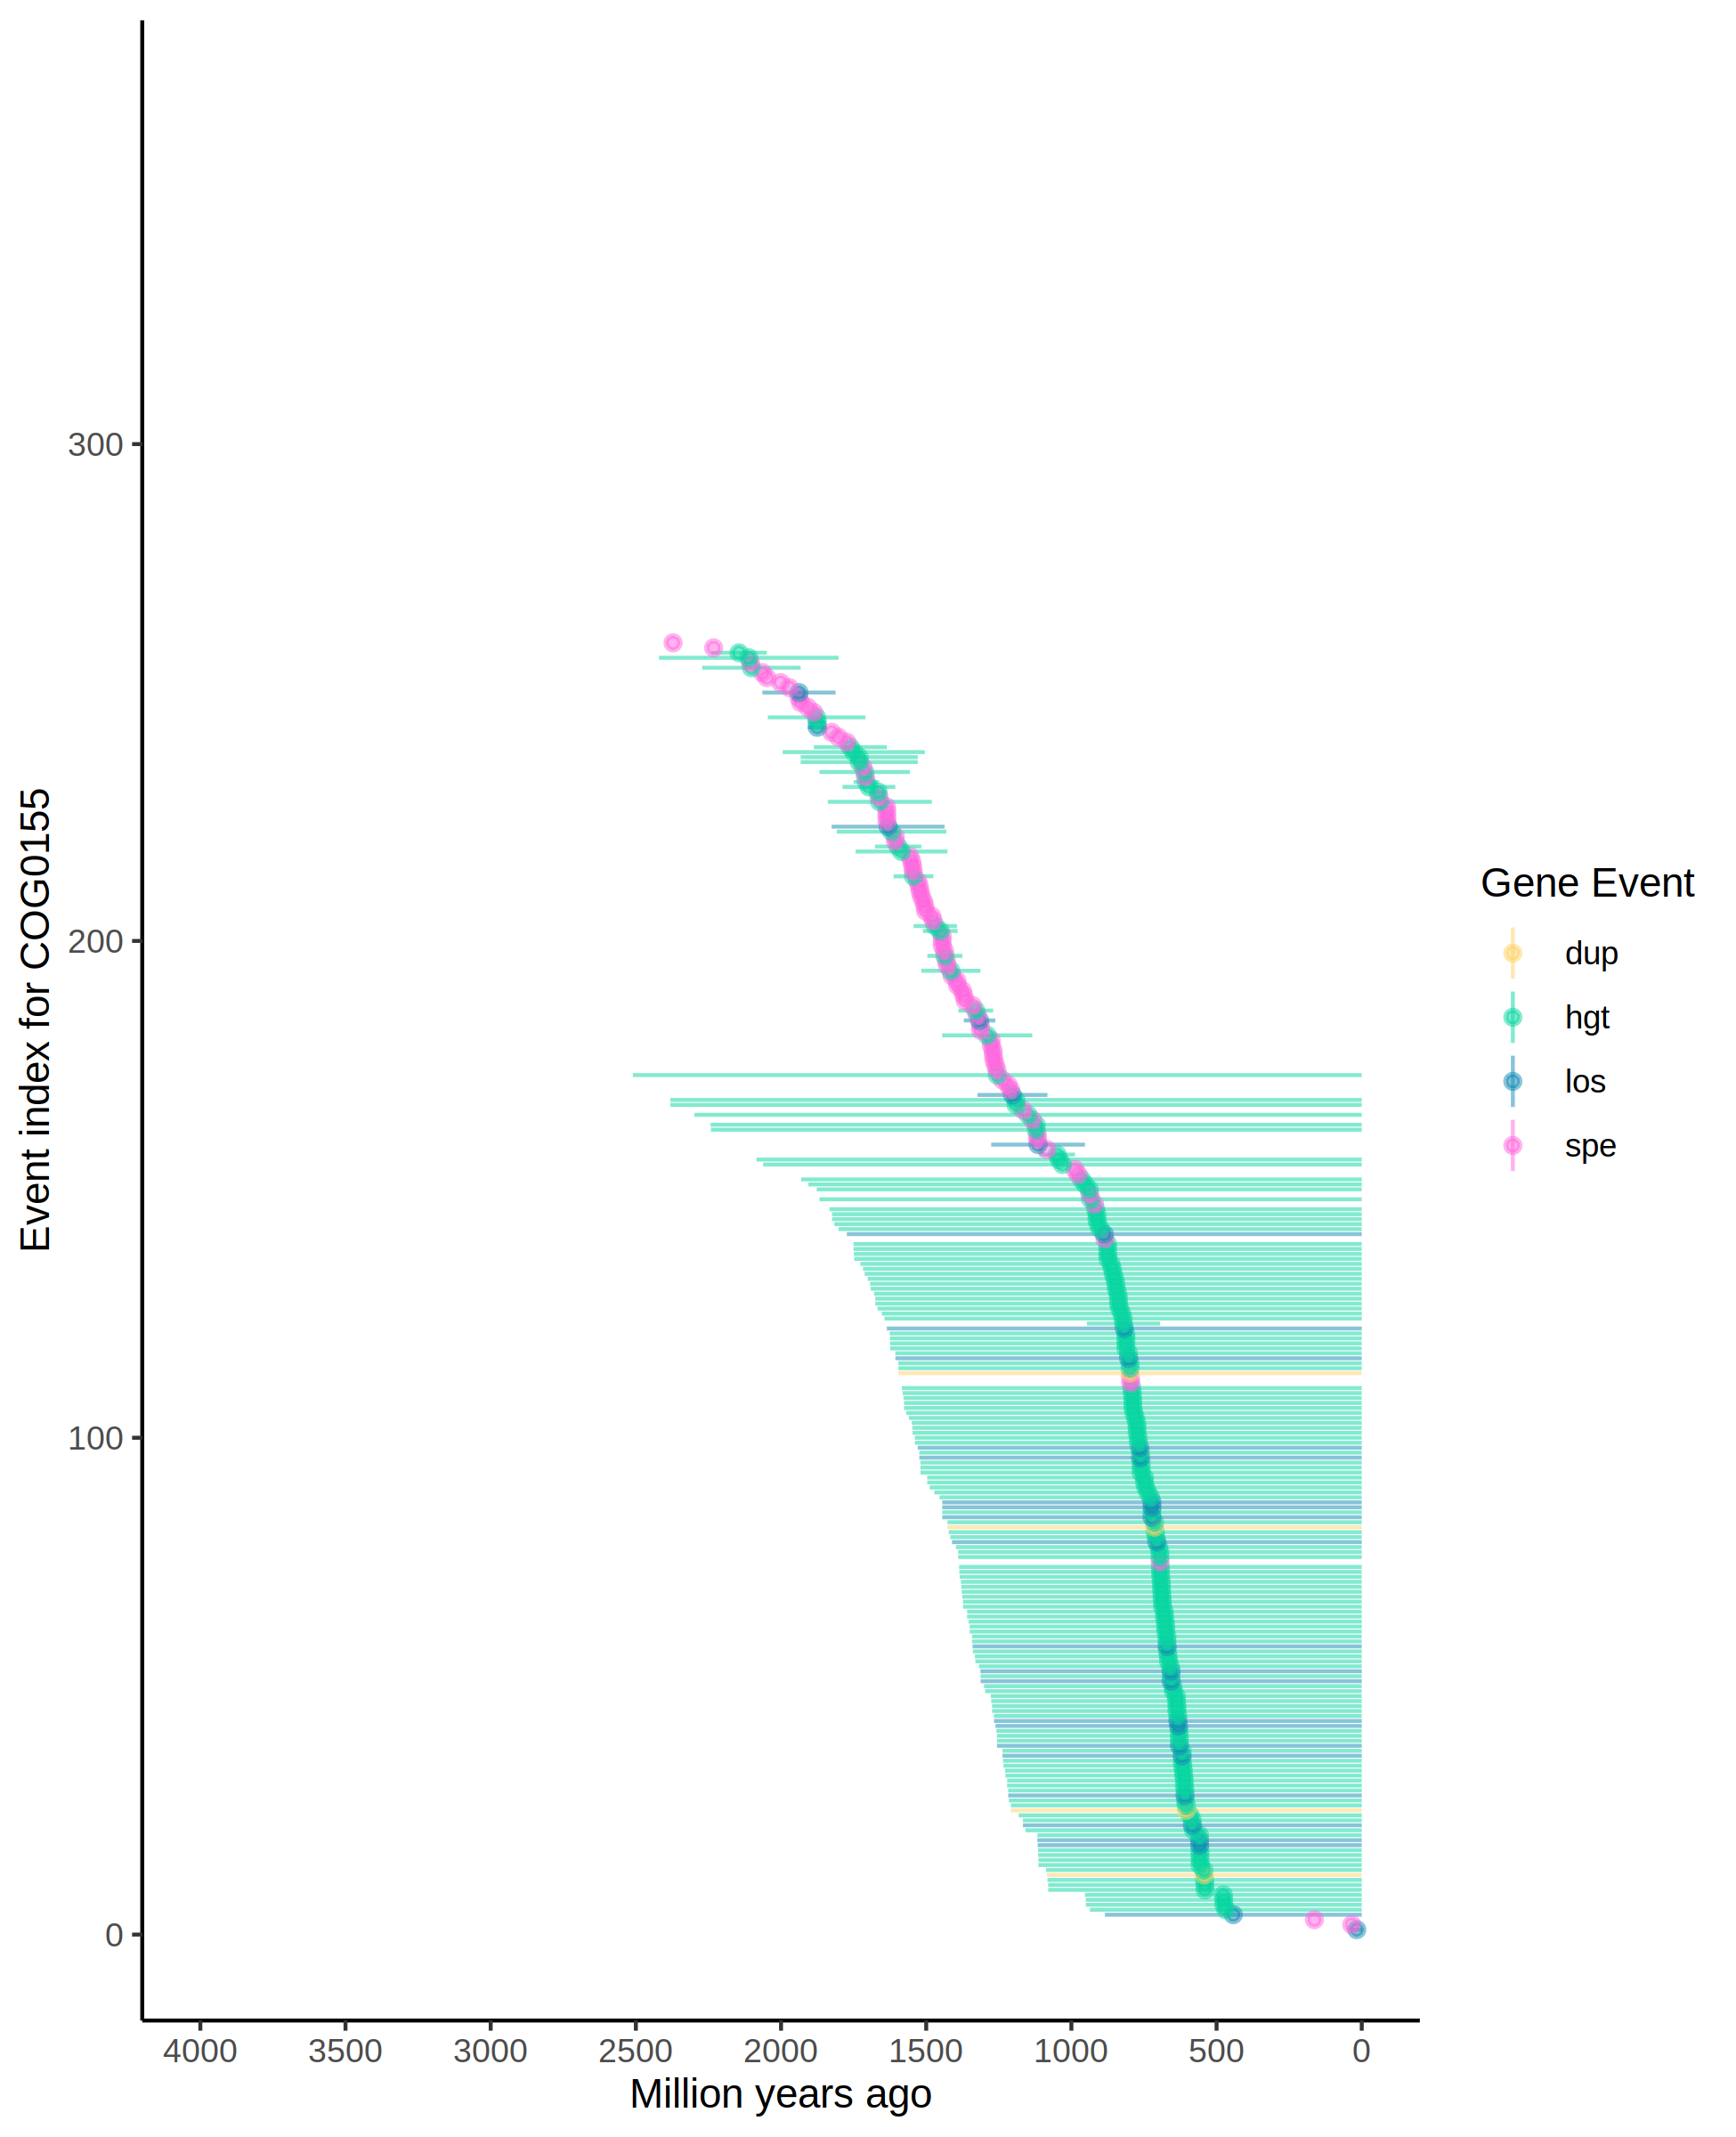 Event index for COG0155
300
200
100
0
4000 3500 3000 2500 2000 1500 1000 500 0
Million years ago
Gene Event
dup
hgt
los
spe